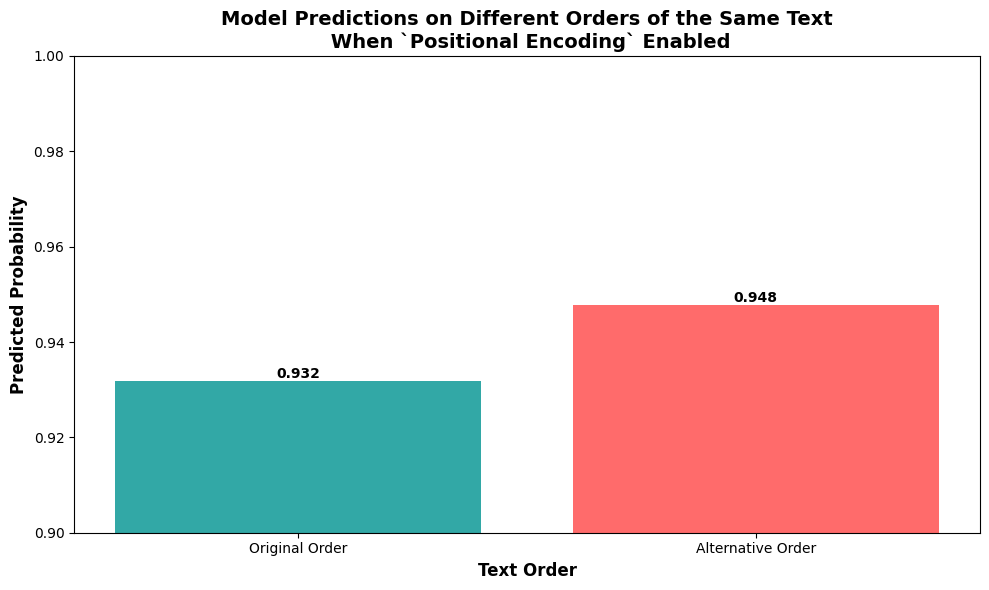 Model Predictions on Different Orders of the Same Text
When `Positional Encoding` Enabled
Predicted Probability
1.00
0.98
0.96
0.94
0.92
0.90
0.932
0.948
Original Order
Alternative Order
Text Order